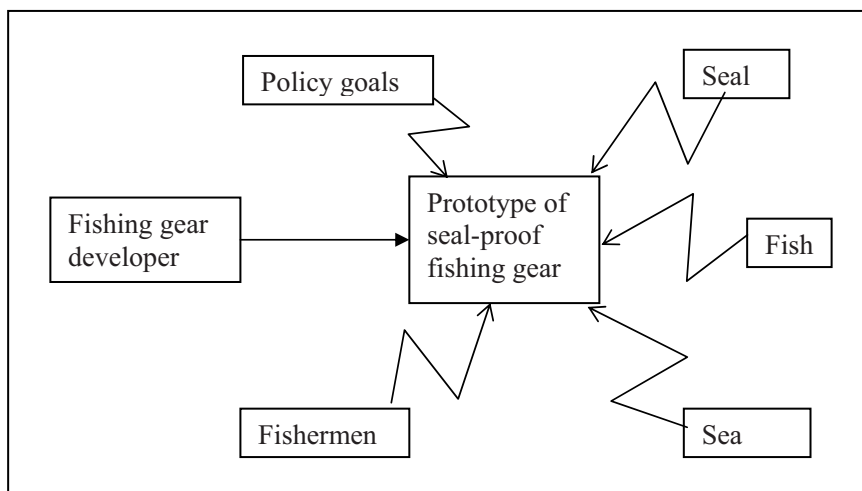 Policy goals
Seal
Fishing gear
developer
Prototype of
seal-proof
fishing gear
Fish
Fishermen
Sea